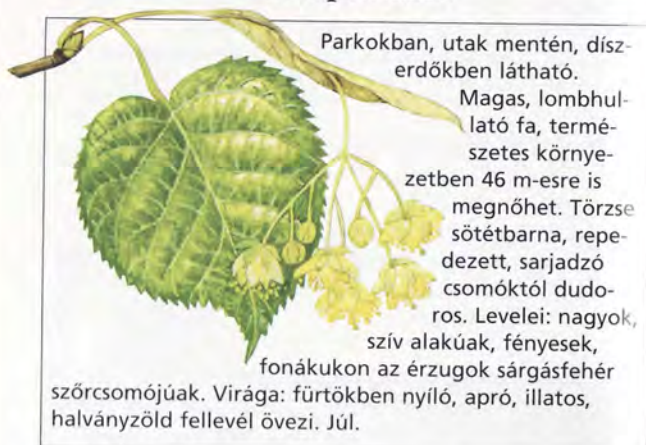 Parkokban, utak mentén, dísz-
erdőkben látható.
Magas, lombhul-
lató fa, termé-
szetes környe-
zetben 46 m-esre is
megnőhet. Törzse
sötétbarna, repe-
dezett, sarjadzó
csomóktól dudo-
ros. Levelei: nagyok,
szív alakúak, fényesek,
fonákukon az érzugok sárgásfehér
szőrcsomójúak. Virága: fürtökben nyíló, apró, illatos,
halványzöld fellevél övezi. Júl.